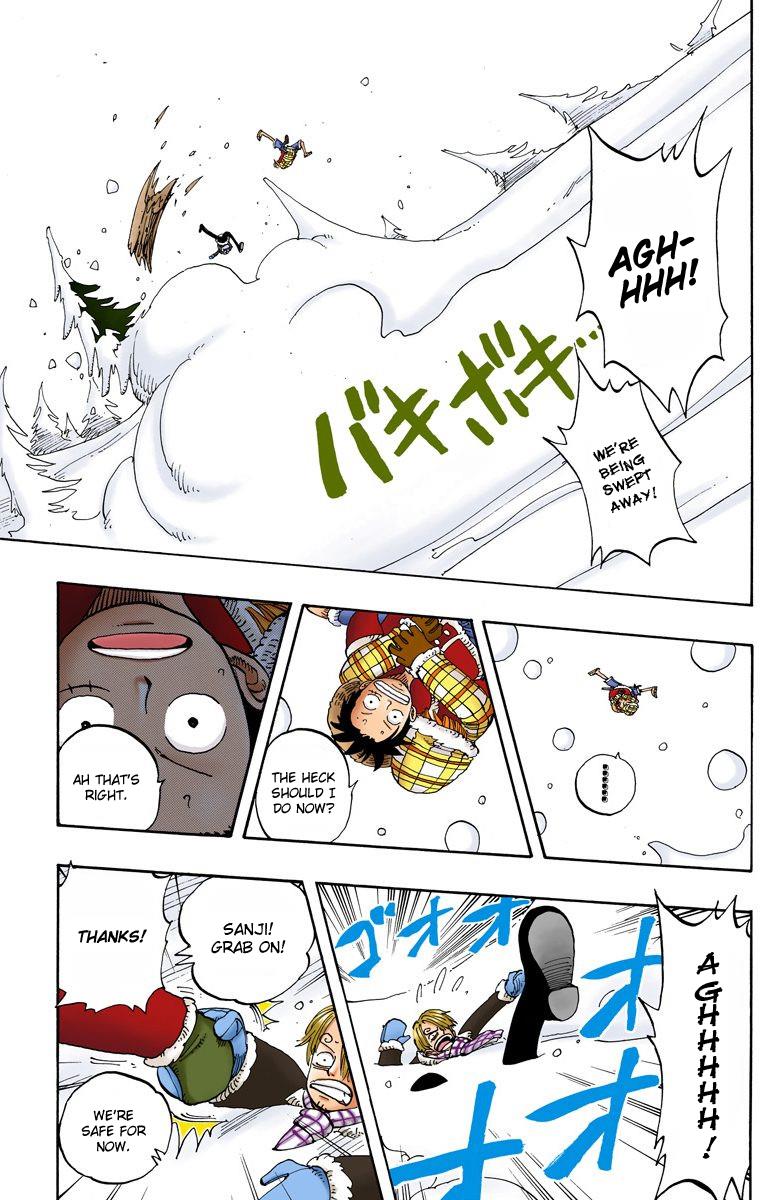 AGH-
HHH!
バキボキ…
WE'RE
BEING
SWEPT
AWAY!
THE HECK
SHOULD I
DO NOW?
AH THAT'S
RIGHT.
A
G
H
H
H
H
H
!
ゴオオオオオオ
SANJI!
GRAB ON!
THANKS!
WE'RE
SAFE FOR
NOW.